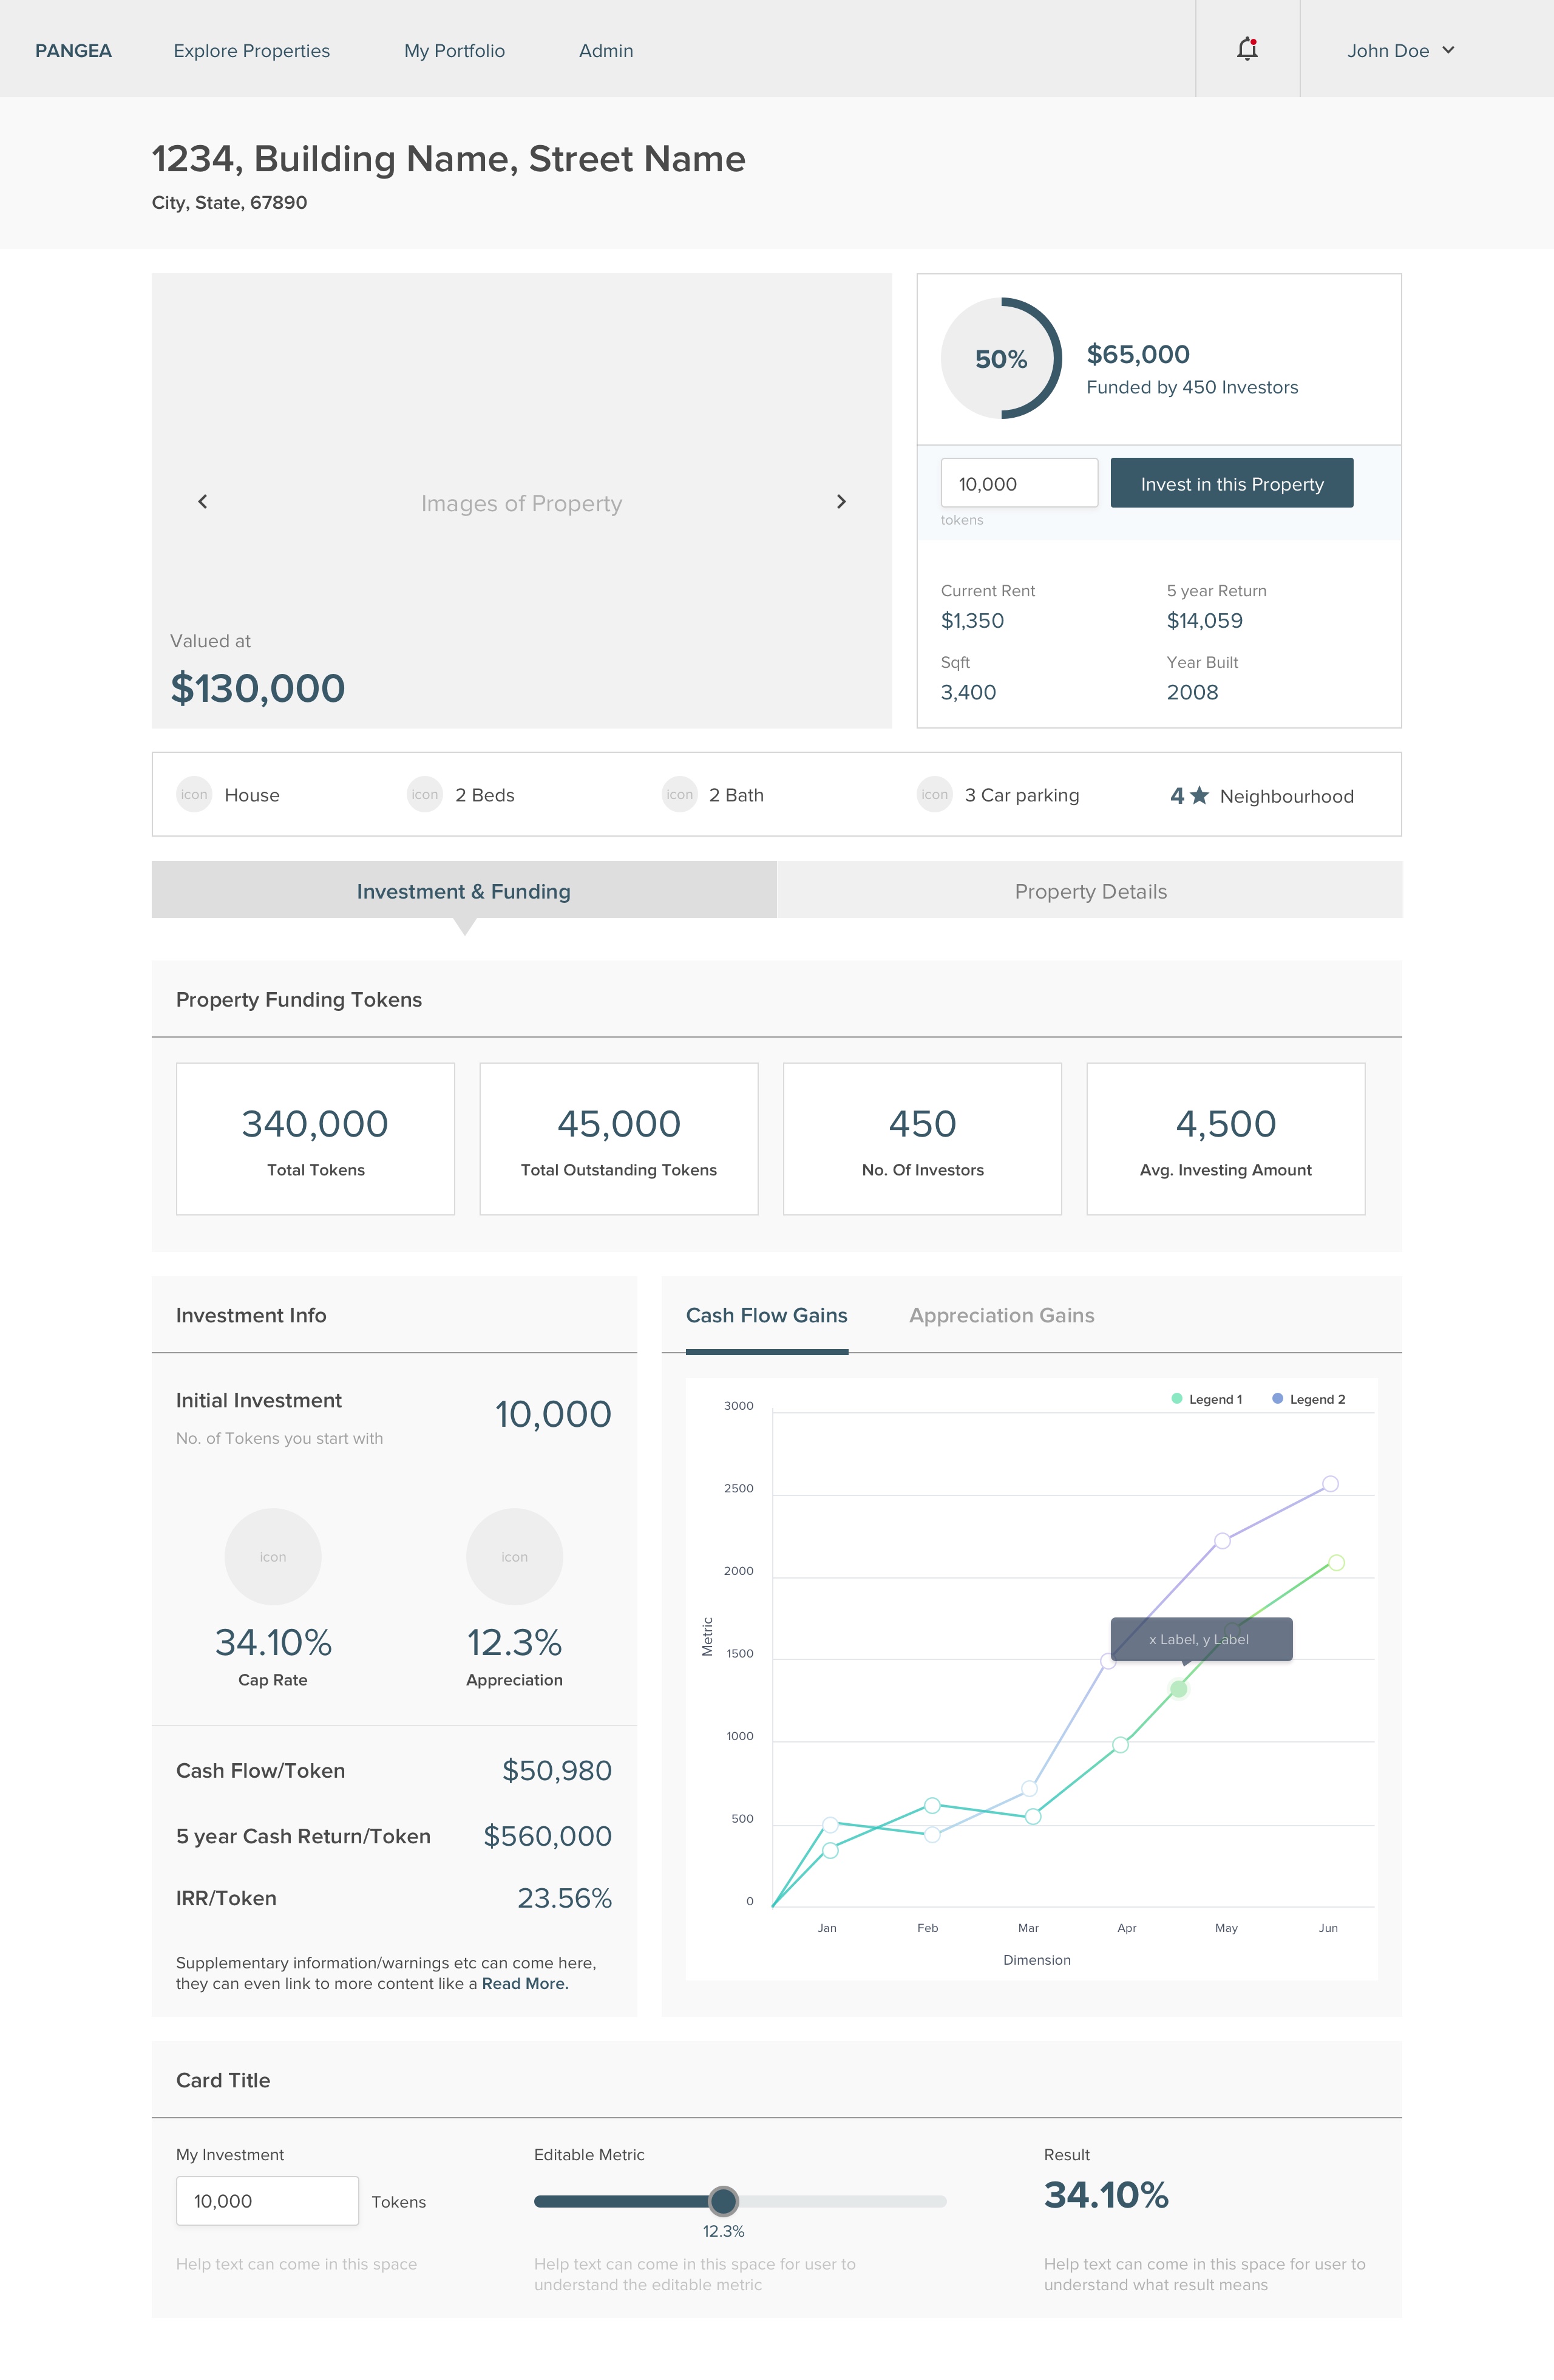 PANGEA
Explore Properties
My Portfolio
Admin
John Doe
1234, Building Name, Street Name
City, State, 67890
Images of Property
Valued at
$130,000
50%
$65,000
Funded by 450 Investors
10,000
Invest in this Property
tokens
Current Rent
5 year Return
$1,350
$14,059
Sqft
Year Built
3,400
2008
icon House
icon 2 Beds
icon 2 Bath
icon 3 Car parking
4 ★ Neighbourhood
Investment & Funding
Property Details
Property Funding Tokens
340,000
Total Tokens
45,000
Total Outstanding Tokens
450
No. Of Investors
4,500
Avg. Investing Amount
Investment Info
Initial Investment
No. of Tokens you start with
10,000
icon
icon
34.10%
Cap Rate
12.3%
Appreciation
Cash Flow/Token
$50,980
5 year Cash Return/Token
$560,000
IRR/Token
23.56%
Supplementary information/warnings etc can come here,
they can even link to more content like a Read More.
Cash Flow Gains
Appreciation Gains
Legend 1
Legend 2
3000
2500
2000
1500
1000
500
0
Metric
x Label, y Label
Jan
Feb
Mar
Apr
May
Jun
Dimension
Card Title
My Investment
10,000
Tokens
Help text can come in this space
Editable Metric
12.3%
Help text can come in this space for user to
understand the editable metric
Result
34.10%
Help text can come in this space for user to
understand what result means